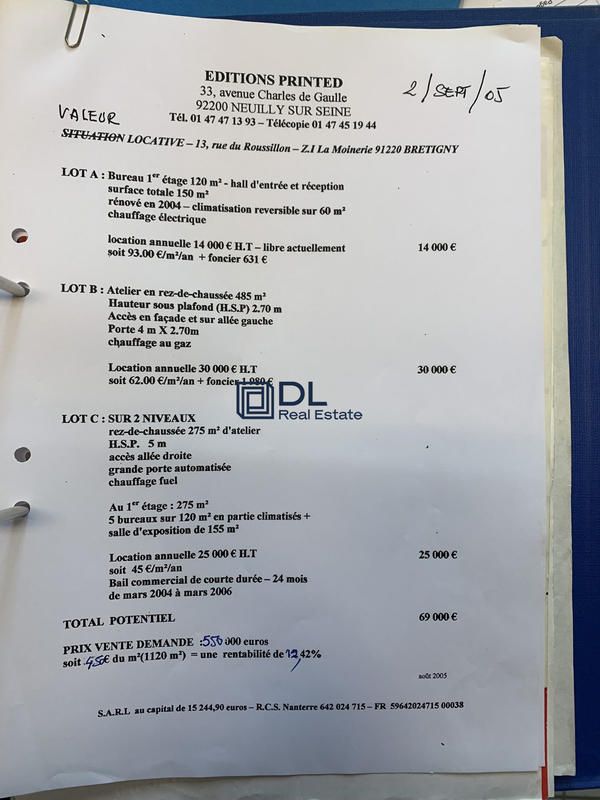 EDITIONS PRINTED
33, avenue Charles de Gaulle
92200 NEUILLY SUR SEINE
Tél. 01 47 47 13 93 – Télécopie 01 47 45 19 44
2/SEPT/05
VALEUR
SITUATION LOCATIVE – 13, rue du Roussillon – Z.I La Moinerie 91220 BRETIGNY
LOT A : Bureau 1er étage 120 m² - hall d'entrée et réception
surface totale 150 m²
rénové en 2004 – climatisation reversible sur 60 m²
chauffage électrique
location annuelle 14 000 € H.T – libre actuellement 14 000 €
soit 93.00 €/m²/an + foncier 631 €
LOT B : Atelier en rez-de-chaussée 485 m²
Hauteur sous plafond (H.S.P) 2.70 m
Accès en façade et sur allée gauche
Porte 4 m X 2.70m
chauffage au gaz
Location annuelle 30 000 € H.T 30 000 €
soit 62.00 €/m²/an + foncier 1 980 €
DL
Real Estate
LOT C : SUR 2 NIVEAUX
rez-de-chaussée 275 m² d'atelier
H.S.P. 5 m
accès allée droite
grande porte automatisée
chauffage fuel
Au 1er étage : 275 m²
5 bureaux sur 120 m² en partie climatisés +
salle d'exposition de 155 m²
Location annuelle 25 000 € H.T 25 000 €
soit 45 €/m²/an
Bail commercial de courte durée – 24 mois
de mars 2004 à mars 2006
TOTAL POTENTIEL 69 000 €
PRIX VENTE DEMANDE : 550 000 euros
soit € du m²(1120 m²) = une rentabilité de 42%
août 2005
S.A.R.L au capital de 15 244,90 euros – R.C.S. Nanterre 642 024 715 – FR 59642024715 00038